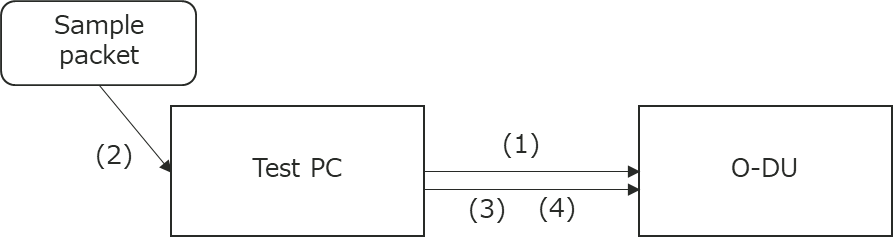 Sample
packet
(2)
Test PC
(1)
(3) (4)
O-DU